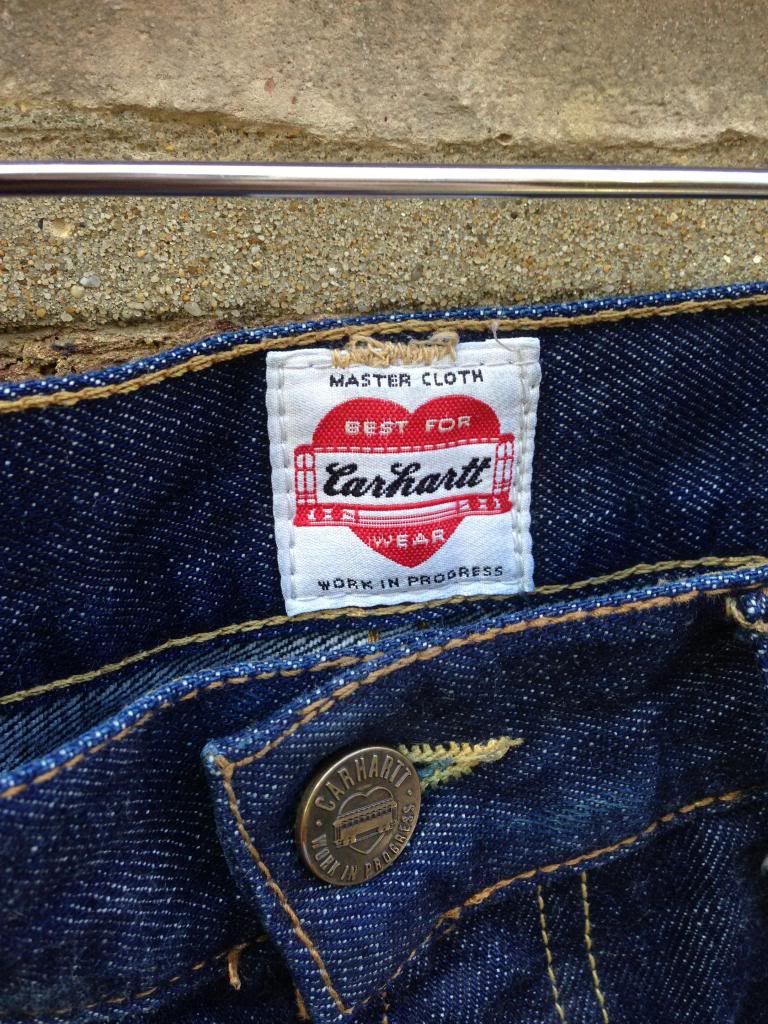 MASTER CLOTH
BEST FOR
Carhartt
WEAR
WORK IN PROGRESS
CARHARTT
WORK IN PROGRESS